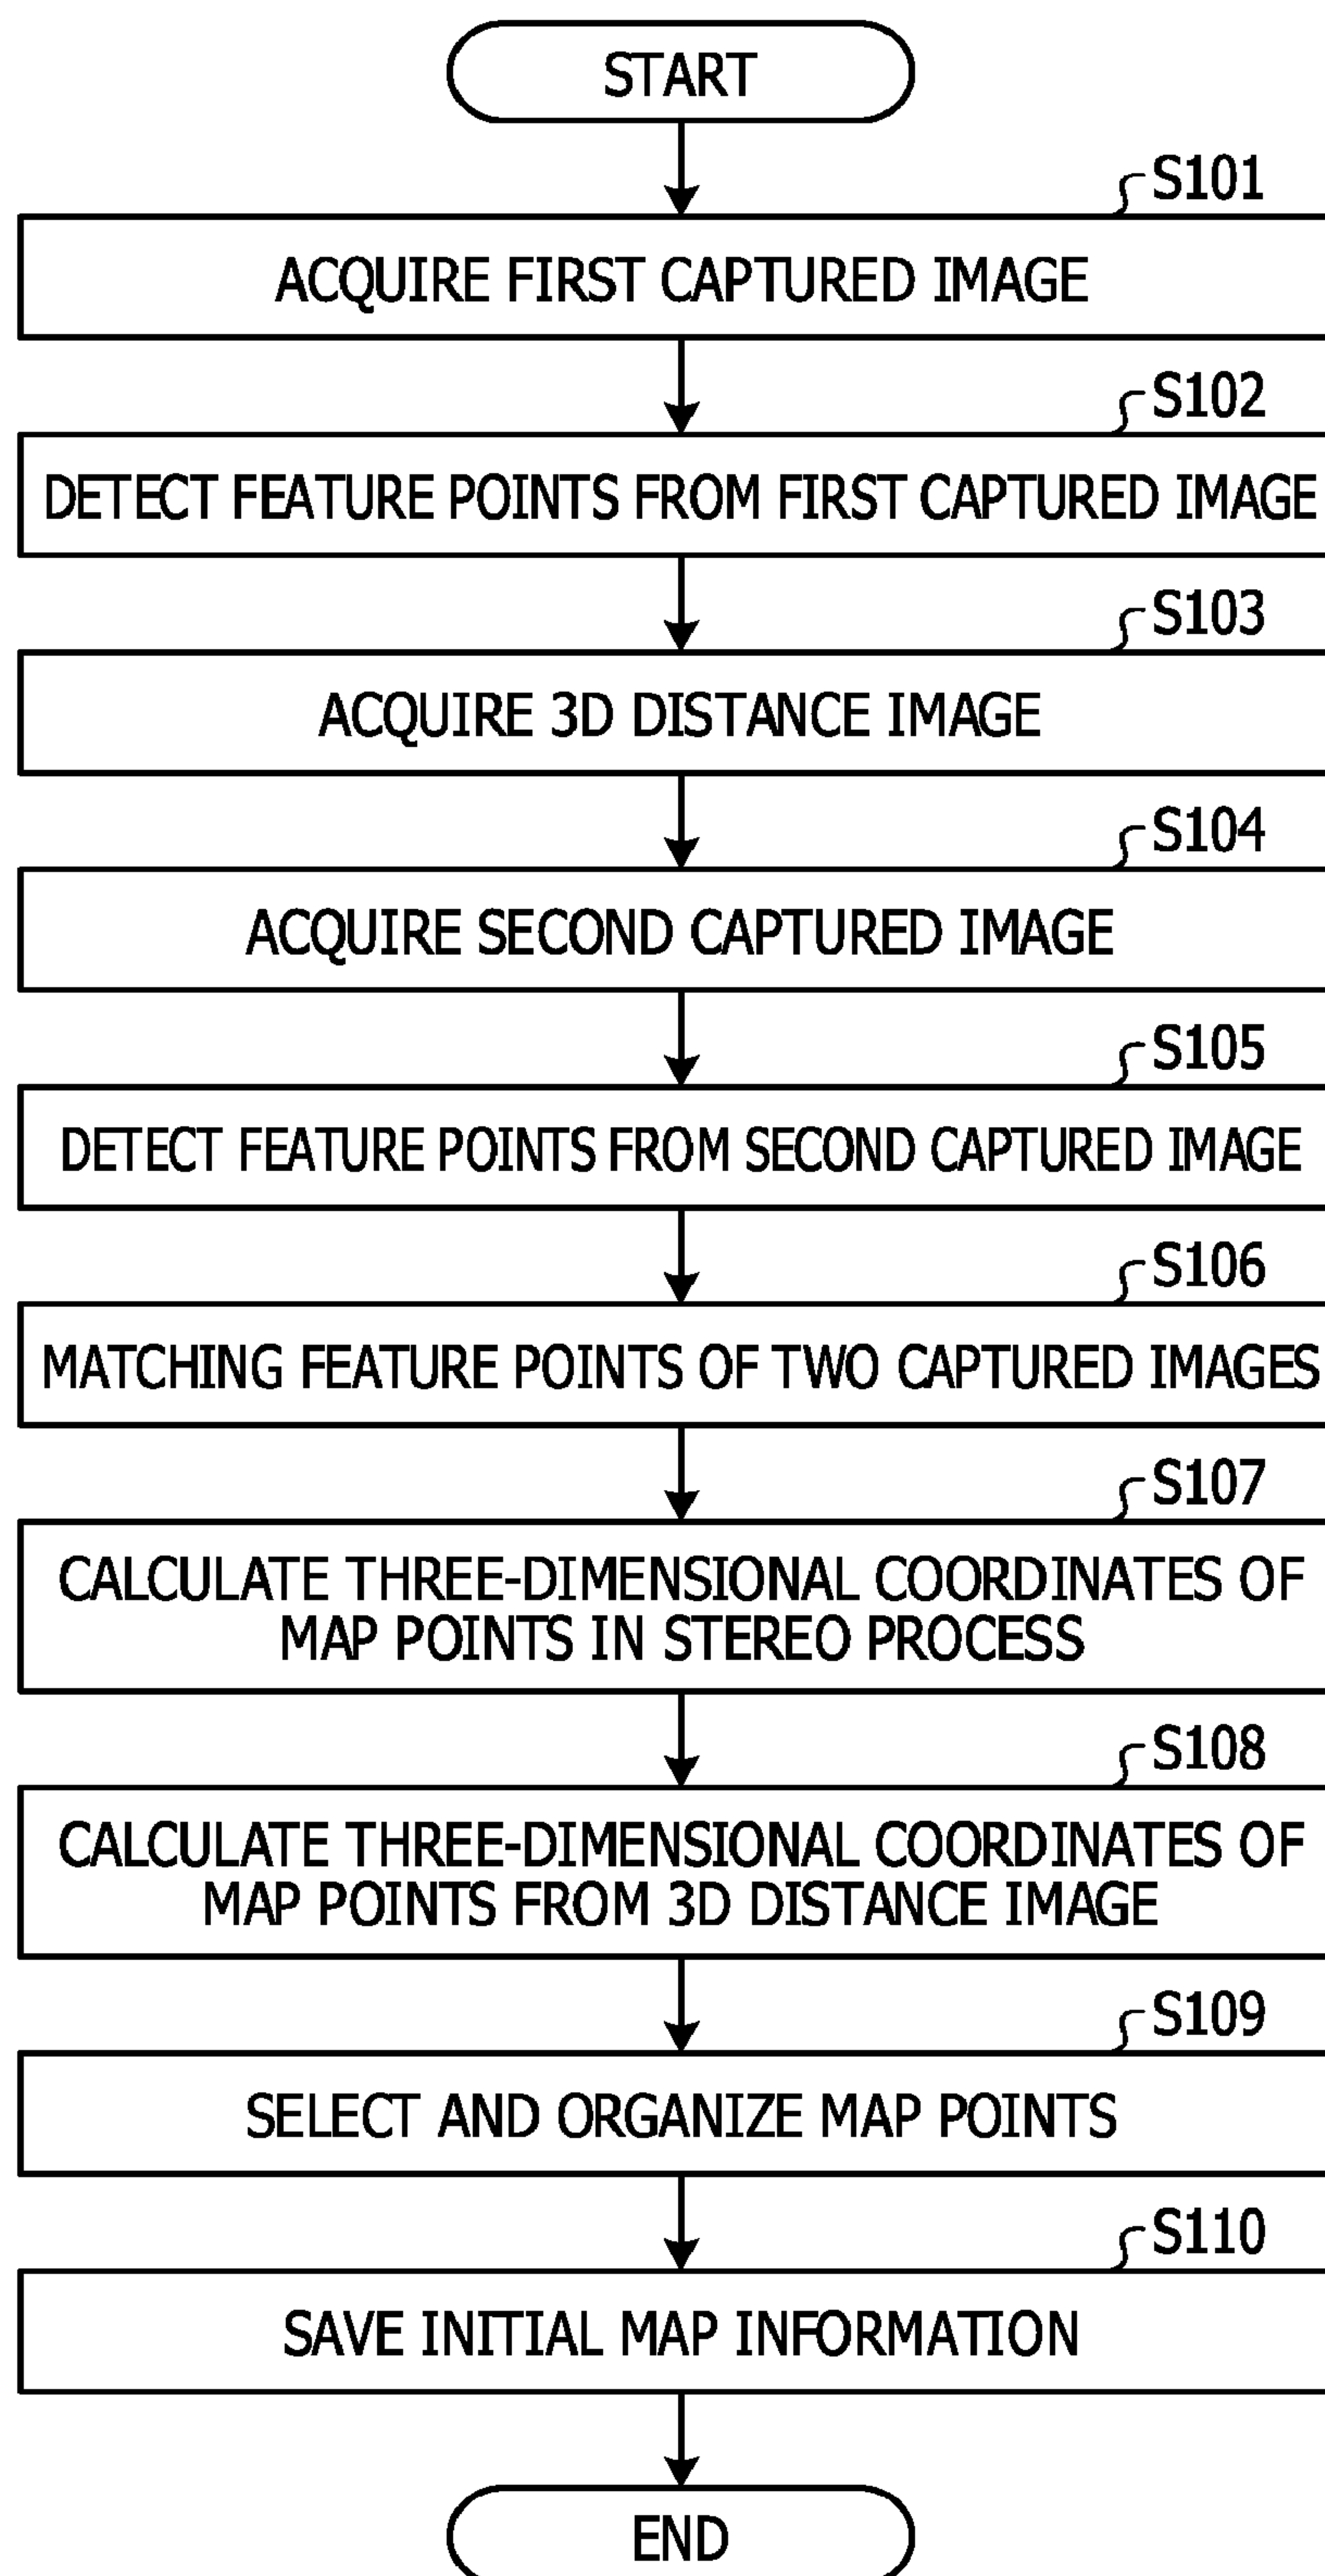 START
S101
ACQUIRE FIRST CAPTURED IMAGE
S102
DETECT FEATURE POINTS FROM FIRST CAPTURED IMAGE
S103
ACQUIRE 3D DISTANCE IMAGE
S104
ACQUIRE SECOND CAPTURED IMAGE
S105
DETECT FEATURE POINTS FROM SECOND CAPTURED IMAGE
S106
MATCHING FEATURE POINTS OF TWO CAPTURED IMAGES
S107
CALCULATE THREE-DIMENSIONAL COORDINATES OF
MAP POINTS IN STEREO PROCESS
S108
CALCULATE THREE-DIMENSIONAL COORDINATES OF
MAP POINTS FROM 3D DISTANCE IMAGE
S109
SELECT AND ORGANIZE MAP POINTS
S110
SAVE INITIAL MAP INFORMATION
END